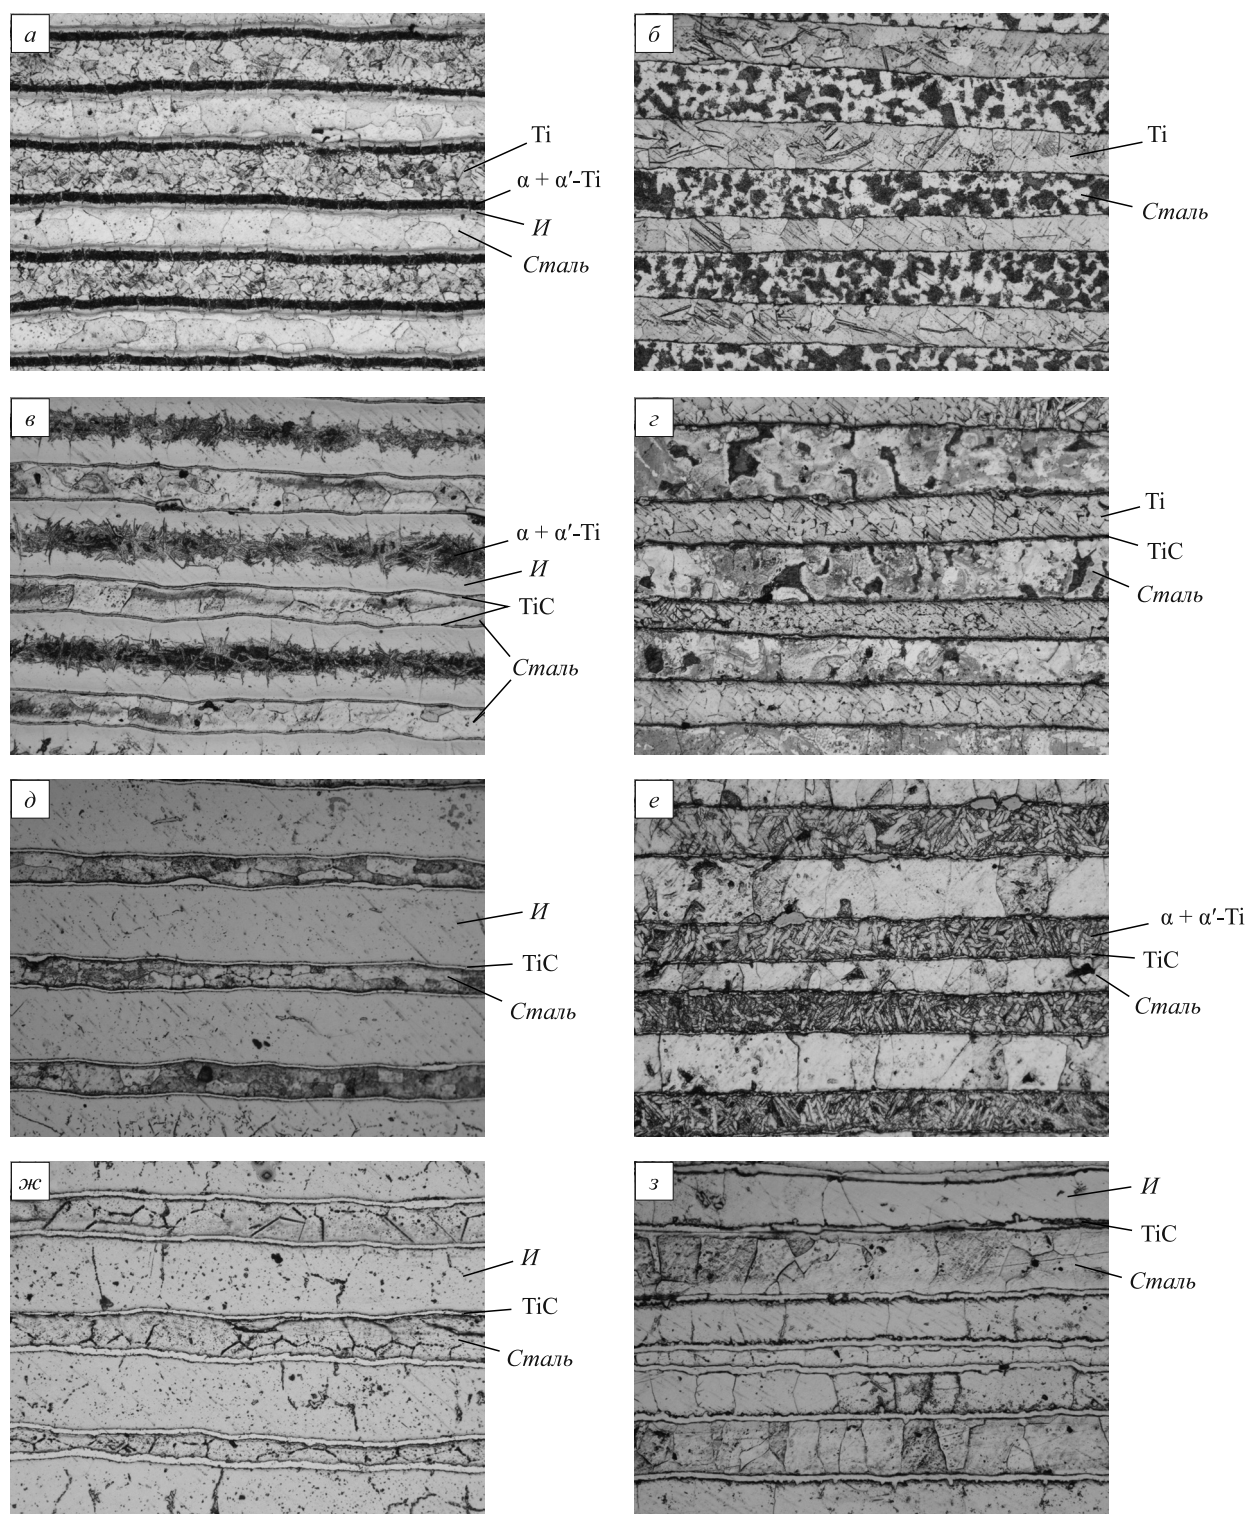 а
Ti
α + α′-Ti
И
Сталь
б
Ti
Сталь
в
α + α′-Ti
И
TiC
Сталь
г
Ti
TiC
Сталь
д
И
TiC
Сталь
е
α + α′-Ti
TiC
Сталь
ж
И
TiC
Сталь
з
И
TiC
Сталь